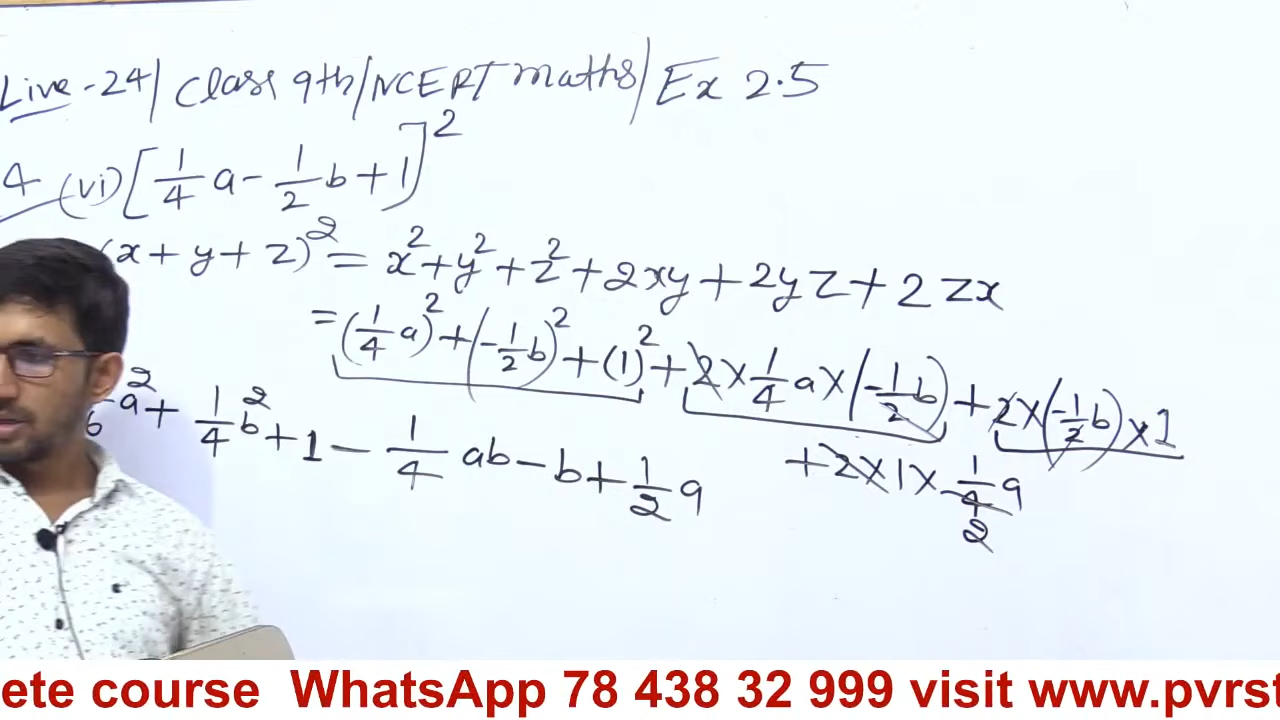 Live-24/ Class 9th/NCERT maths/ Ex 2.5
4 (vi) [1/4 a - 1/2 b + 1]²
(x + y + z)² = x² + y² + z² + 2xy + 2yz + 2zx
= (1/4 a)² + (-1/2 b)² + (1)² + 2 × 1/4 a × (-1/2 b) + 2 × (-1/2 b) × 1
+ 2 × 1 × 1/4 a
2
6 a² + 1/4 b² + 1 - 1/4 ab - b + 1/2 a
ete course WhatsApp 78 438 32 999 visit www.pvrst